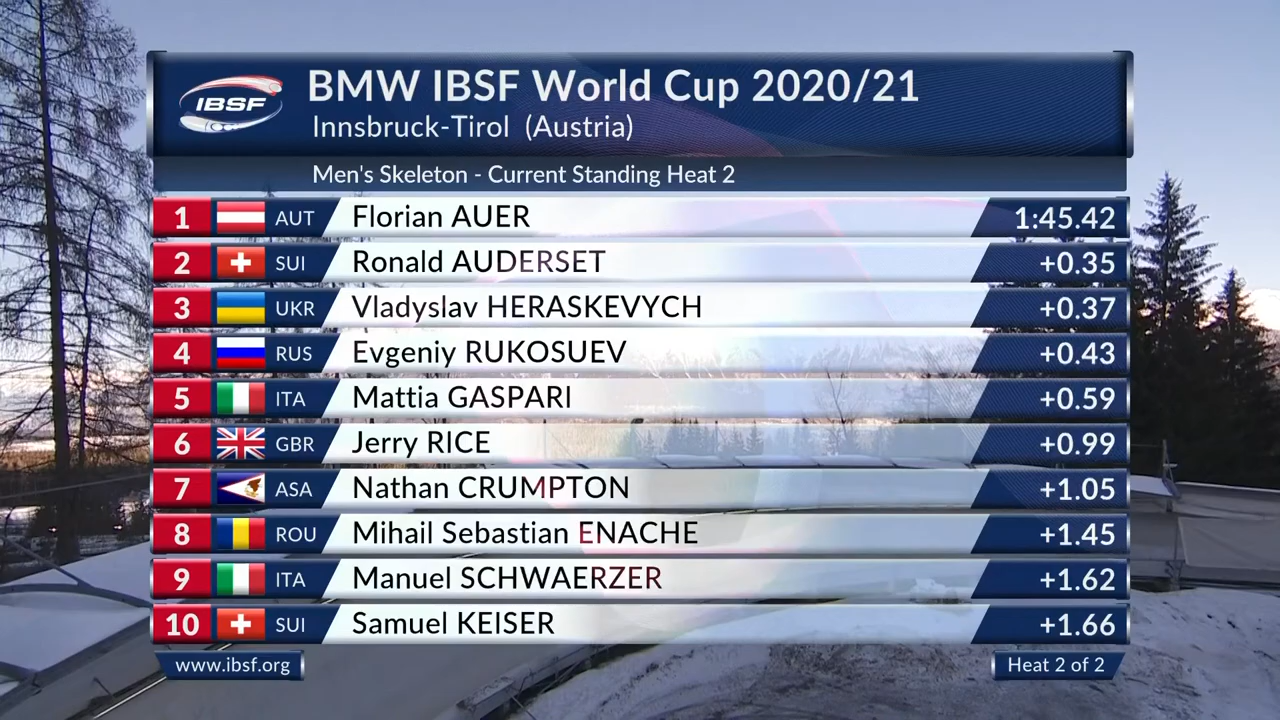 IBSF
BMW IBSF World Cup 2020/21
Innsbruck-Tirol (Austria)
Men's Skeleton - Current Standing Heat 2
1 AUT Florian AUER 1:45.42
2 SUI Ronald AUDERSET +0.35
3 UKR Vladyslav HERASKEVYCH +0.37
4 RUS Evgeniy RUKOSUEV +0.43
5 ITA Mattia GASPARI +0.59
6 GBR Jerry RICE +0.99
7 ASA Nathan CRUMPTON +1.05
8 ROU Mihail Sebastian ENACHE +1.45
9 ITA Manuel SCHWAERZER +1.62
10 SUI Samuel KEISER +1.66
www.ibsf.org Heat 2 of 2